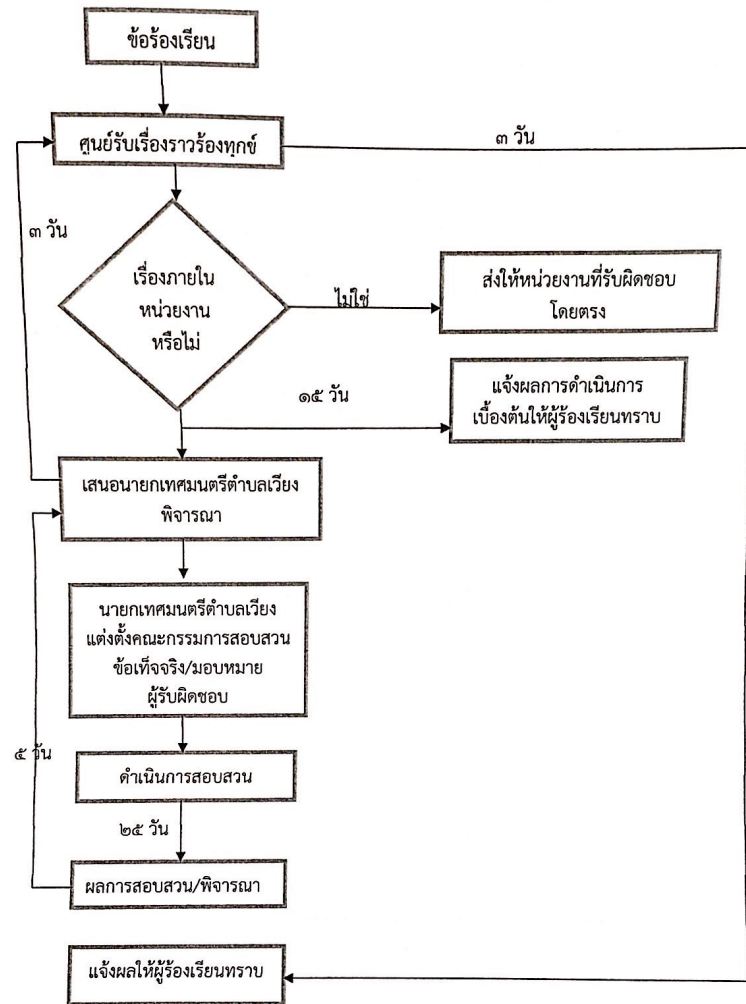 ข้อร้องเรียน
ศูนย์รับเรื่องราวร้องทุกข์
๓ วัน
๓ วัน
เรื่องภายใน
หน่วยงาน
หรือไม่
ไม่ใช่
ส่งให้หน่วยงานที่รับผิดชอบ
โดยตรง
๑๕ วัน
แจ้งผลการดำเนินการ
เบื้องต้นให้ผู้ร้องเรียนทราบ
เสนอนายกเทศมนตรีตำบลเวียง
พิจารณา
นายกเทศมนตรีตำบลเวียง
แต่งตั้งคณะกรรมการสอบสวน
ข้อเท็จจริง/มอบหมาย
ผู้รับผิดชอบ
๕ วัน
ดำเนินการสอบสวน
๒๕ วัน
ผลการสอบสวน/พิจารณา
แจ้งผลให้ผู้ร้องเรียนทราบ